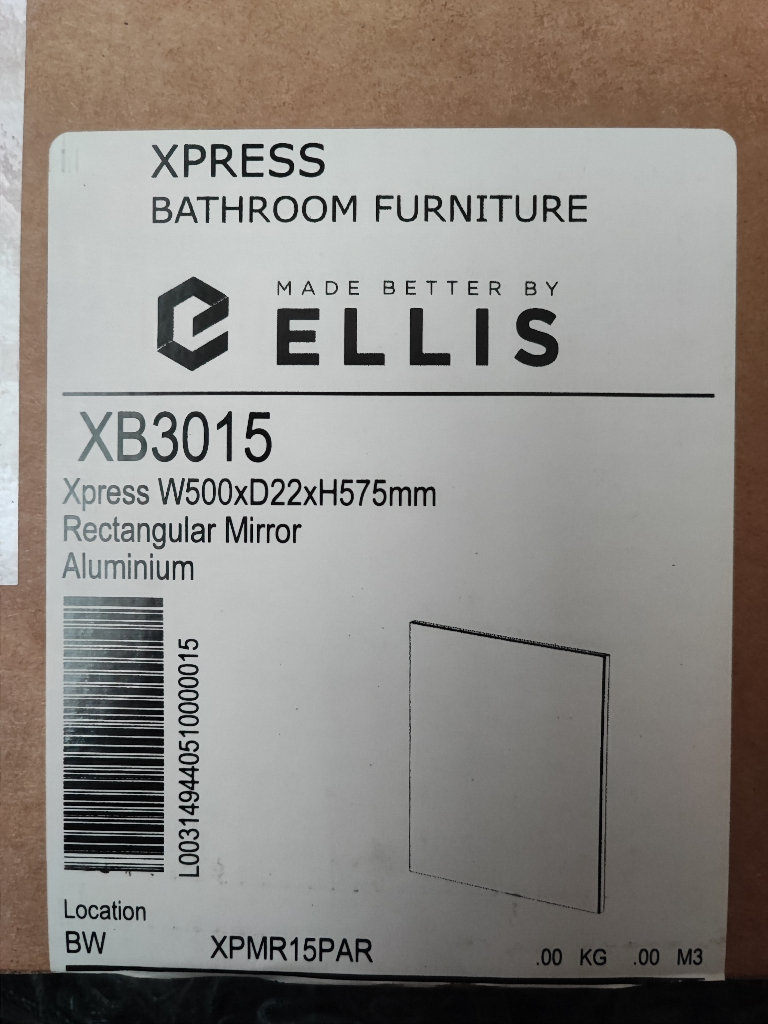 XPRESS
BATHROOM FURNITURE
MADE BETTER BY
ELLIS
XB3015
Xpress W500xD22xH575mm
Rectangular Mirror
Aluminium
L003149440510000015
Location
BW XPMR15PAR .00 KG .00 M3